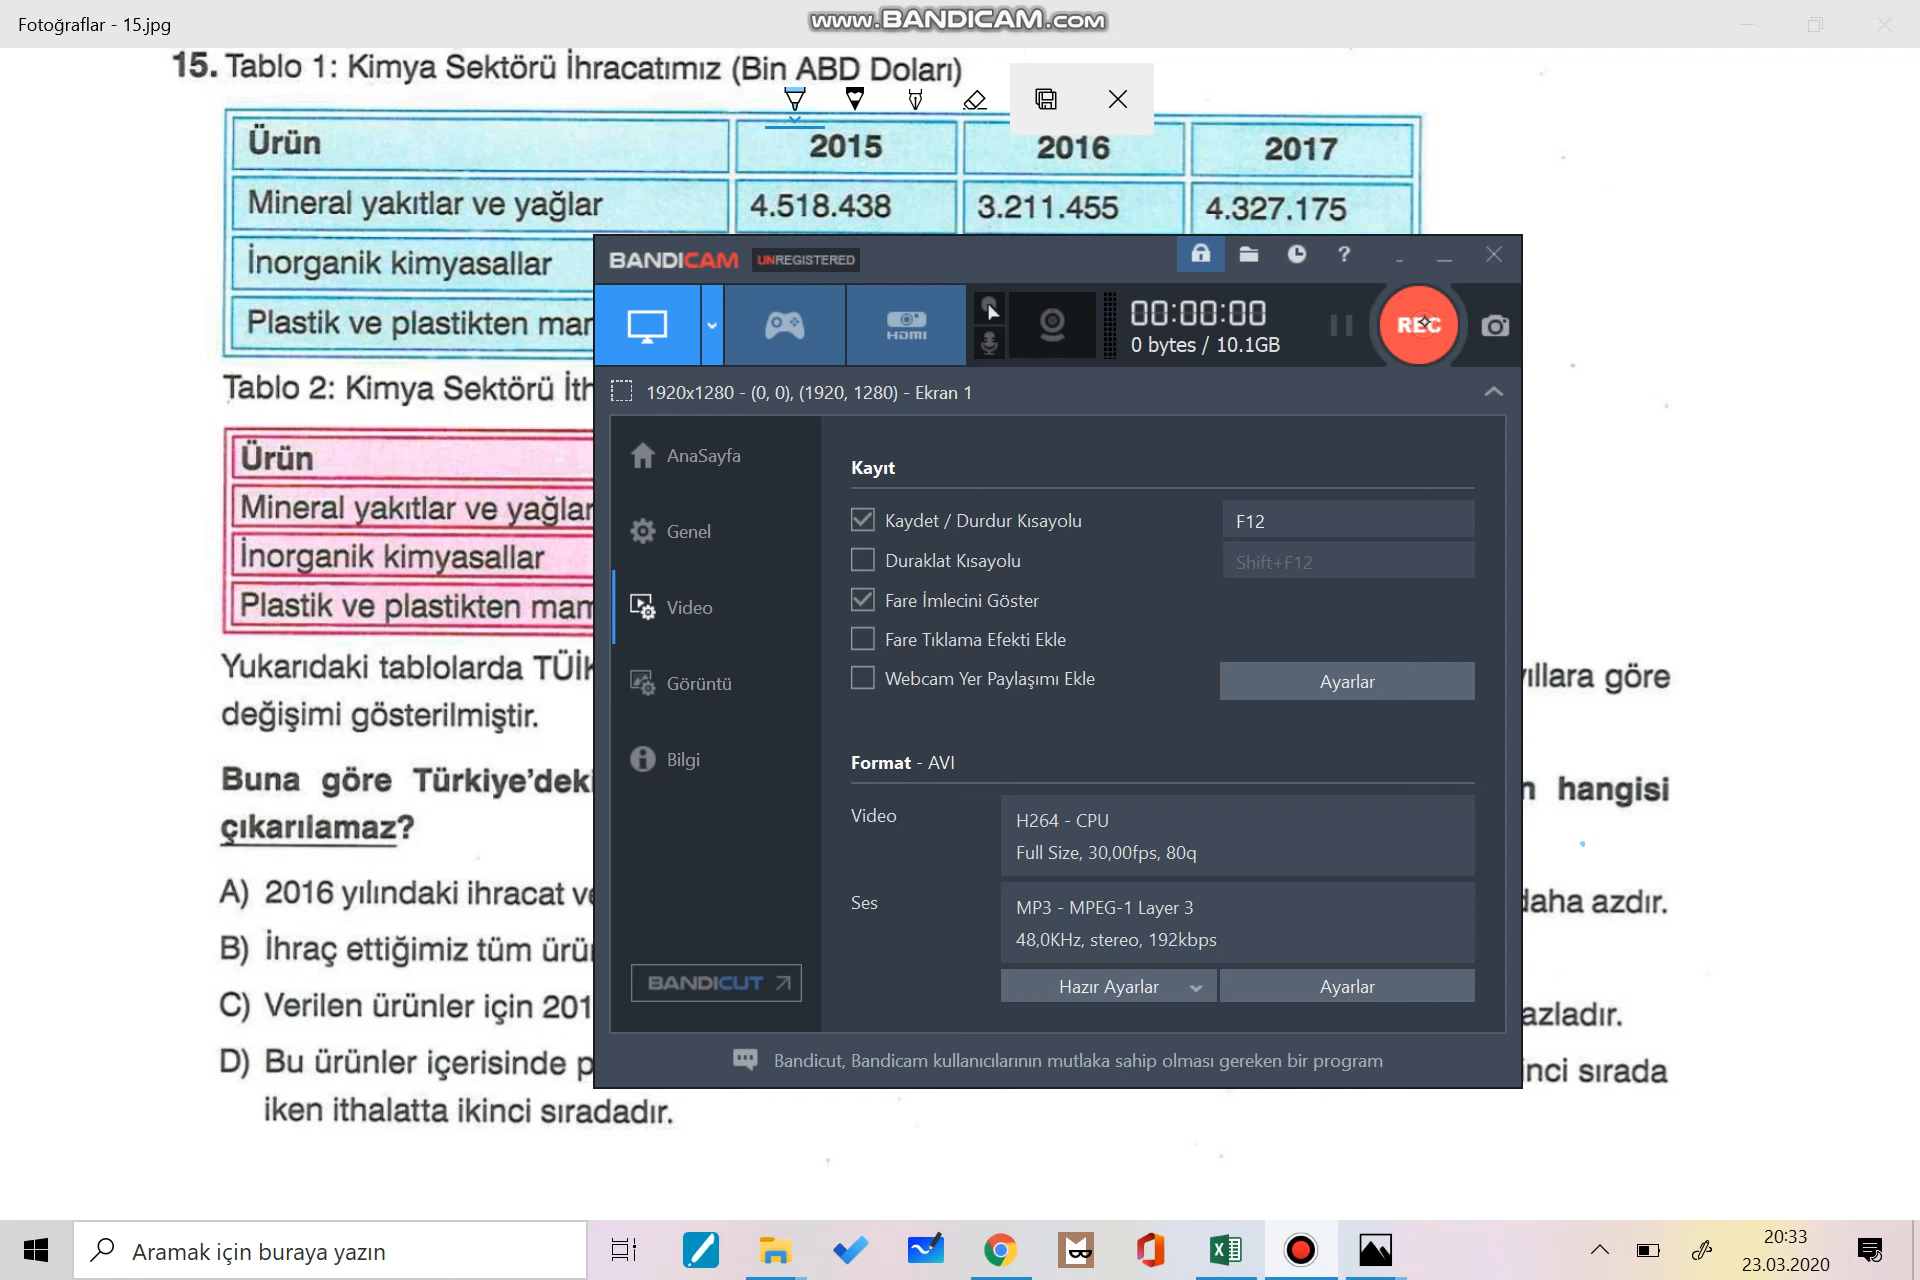 Fotoğraflar - 15.jpg
www.BANDICAM.com
15. Tablo 1: Kimya Sektörü İhracatımız (Bin ABD Doları)
Ürün 2015 2016 2017
Mineral yakıtlar ve yağlar 4.518.438 3.211.455 4.327.175
İnorganik kimyasallar
Plastik ve plastikten mar
Tablo 2: Kimya Sektörü İth
Ürün
Mineral yakıtlar ve yağlar
İnorganik kimyasallar
Plastik ve plastikten mam
Yukarıdaki tablolarda TÜİK
ıllara göre
değişimi gösterilmiştir.
Buna göre Türkiye'deki
n hangisi
çıkarılamaz?
A) 2016 yılındaki ihracat ve
daha azdır.
B) İhraç ettiğimiz tüm ürü
C) Verilen ürünler için 201
azladır.
D) Bu ürünler içerisinde p
inci sırada
iken ithalatta ikinci sıradadır.
BANDICAM UNREGISTERED
HDMI
00:00:00
0 bytes / 10.1GB
REC
1920x1280 - (0, 0), (1920, 1280) - Ekran 1
AnaSayfa
Genel
Video
Görüntü
Bilgi
BANDICUT
Kayıt
Kaydet / Durdur Kısayolu F12
Duraklat Kısayolu Shift+F12
Fare İmlecini Göster
Fare Tıklama Efekti Ekle
Webcam Yer Paylaşımı Ekle Ayarlar
Format - AVI
Video H264 - CPU
Full Size, 30,00fps, 80q
Ses MP3 - MPEG-1 Layer 3
48,0KHz, stereo, 192kbps
Hazır Ayarlar Ayarlar
Bandicut, Bandicam kullanıcılarının mutlaka sahip olması gereken bir program
Aramak için buraya yazın
20:33
23.03.2020